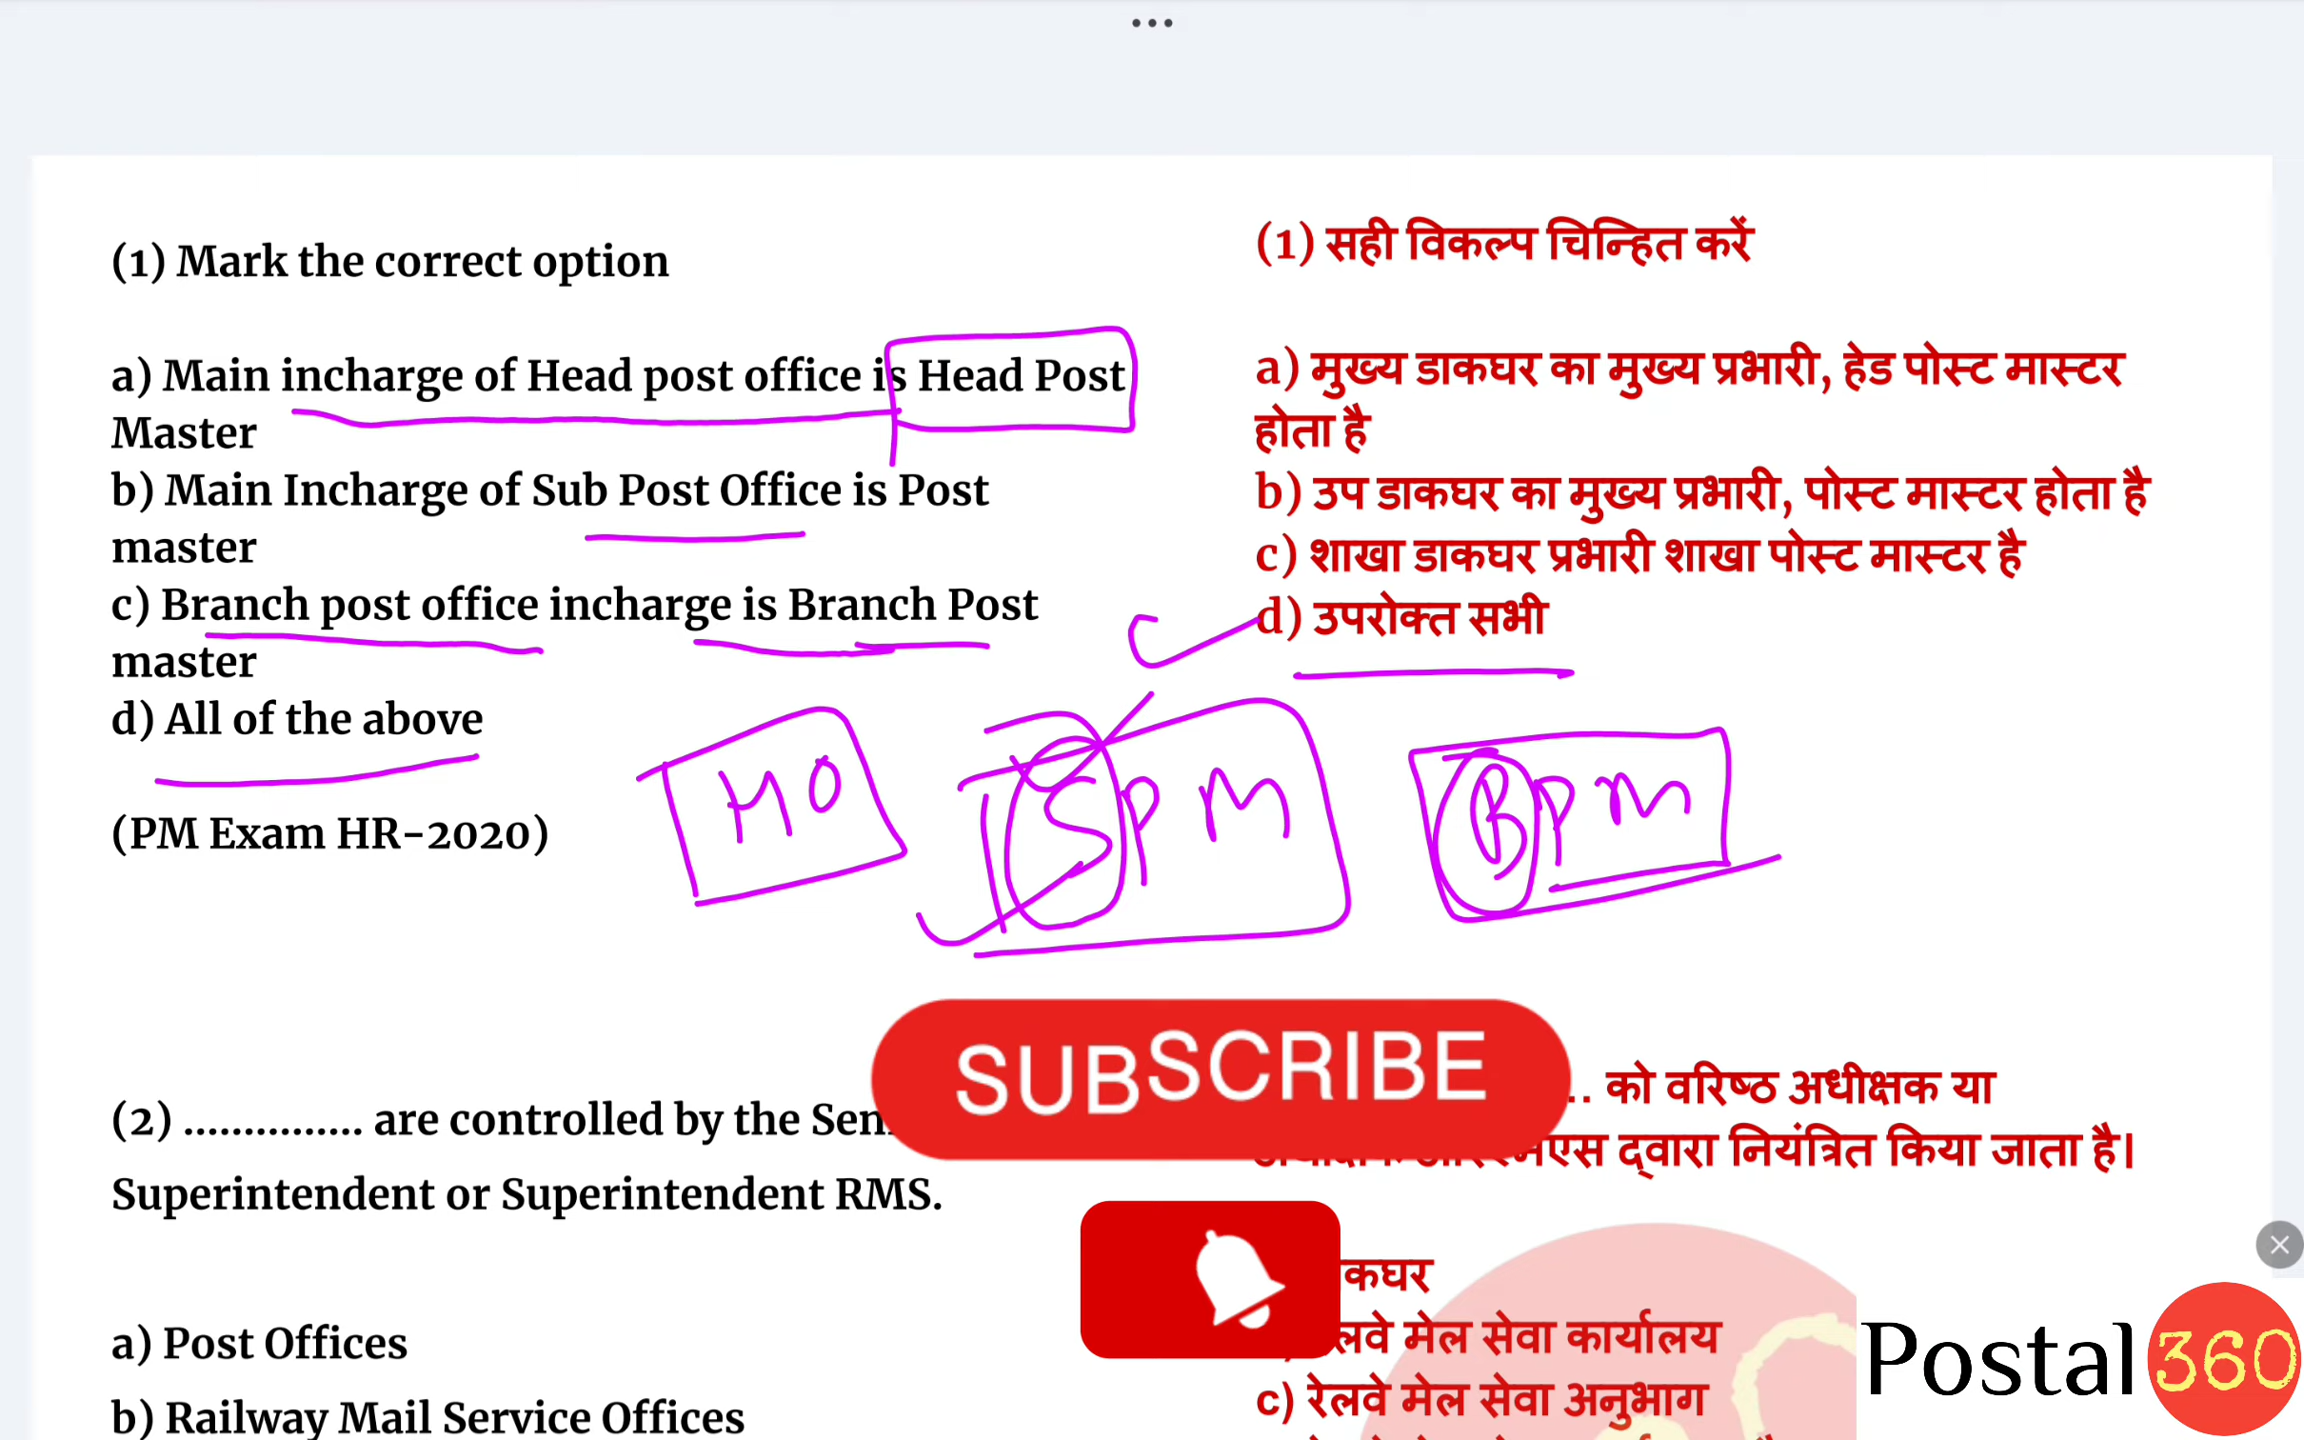 (1) Mark the correct option
a) Main incharge of Head post office is Head Post
Master
b) Main Incharge of Sub Post Office is Post
master
c) Branch post office incharge is Branch Post
master
d) All of the above
(PM Exam HR-2020)
(1) सही विकल्प चिन्हित करें
a) मुख्य डाकघर का मुख्य प्रभारी, हेड पोस्ट मास्टर
होता है
b) उप डाकघर का मुख्य प्रभारी, पोस्ट मास्टर होता है
c) शाखा डाकघर प्रभारी शाखा पोस्ट मास्टर है
d) उपरोक्त सभी
HO
SPM
BPM
SUBSCRIBE
(2) ............... are controlled by the
Superintendent or Superintendent RMS.
a) Post Offices
b) Railway Mail Service Offices
.. को वरिष्ठ अधीक्षक या
द्वारा नियंत्रित किया जाता है।
मेल सेवा कार्यालय
c) रेलवे मेल सेवा अनुभाग
Postal 360